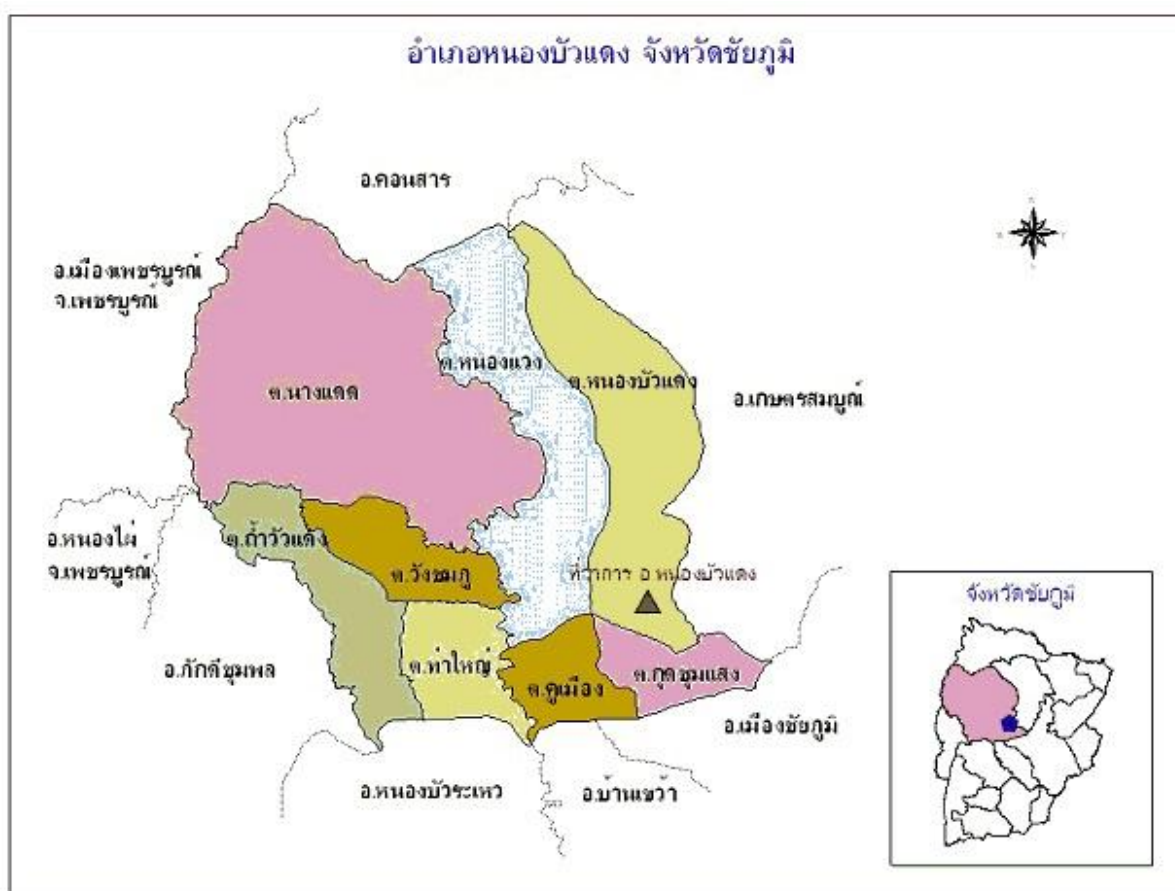 อำเภอหนองบัวแดง จังหวัดชัยภูมิ
อ.คอนสาร
อ.เมืองเพชรบูรณ์
จ.เพชรบูรณ์
ต.หนองแวง
ต.หนองบัวแดง
ต.นางแดด
อ.เกษตรสมบูรณ์
อ.หนองไผ่
จ.เพชรบูรณ์
ต.ถ้ำวัวแดง
ต.วังชมภู
ที่ว่าการ อ.หนองบัวแดง
จังหวัดชัยภูมิ
อ.ภักดีชุมพล
ต.ท่าใหญ่
ต.คูเมือง
ต.กุดชุมแสง
อ.เมืองชัยภูมิ
อ.หนองบัวระเหว
อ.บ้านเขว้า